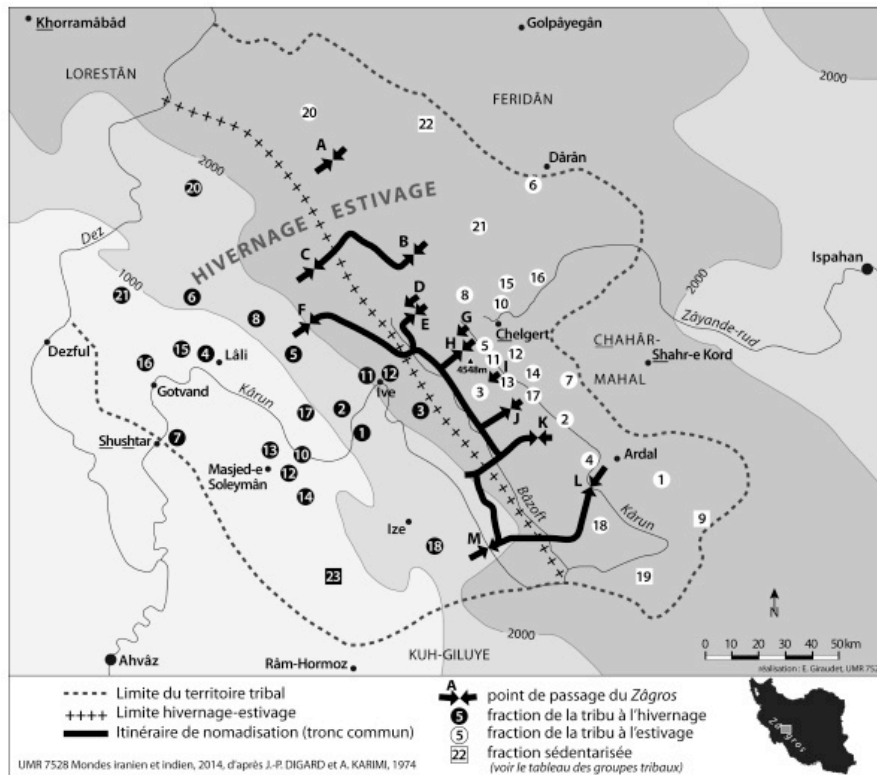 Khorramâbâd
Golpâyegân
LORESTÂN
2000
FERIDÂN
20
22
A
Dârân
2000
6
20
HIVERNAGE
ESTIVAGE
21
Dez
C
B
Ispahan
1000
16
15
8
10
D
E
2000
21
6
F
G
Zâyande-rud
8
Chelgert
CHAHÂR-
MAHAL
Shahr-e Kord
H
5
12
11
Dezful
15
4
Lâli
5
4548m
I
14
7
13
16
11
12
Ive
3
17
Gotvand
Kârun
17
2
3
J
2
K
Shushtar
7
1
Ardal
13
10
4
1
Masjed-e
Soleymân
12
L
Bâzoft
Kârun
14
9
Ize
18
M
18
23
19
N
2000
0 10 20 30 40 50km
KUH-GILUYE
Ahvâz
Râm-Hormoz
réalisation : E. Giraudet, UMR 752
Limite du territoire tribal
Limite hivernage-estivage
Itinéraire de nomadisation (tronc commun)
A point de passage du Zâgros
5 fraction de la tribu à l'hivernage
5 fraction de la tribu à l'estivage
22 fraction sédentarisée
(voir le tableau des groupes tribaux)
Zâgros
UMR 7528 Mondes iranien et indien, 2014, d'après J.-P. DIGARD et A. KARIMI, 1974